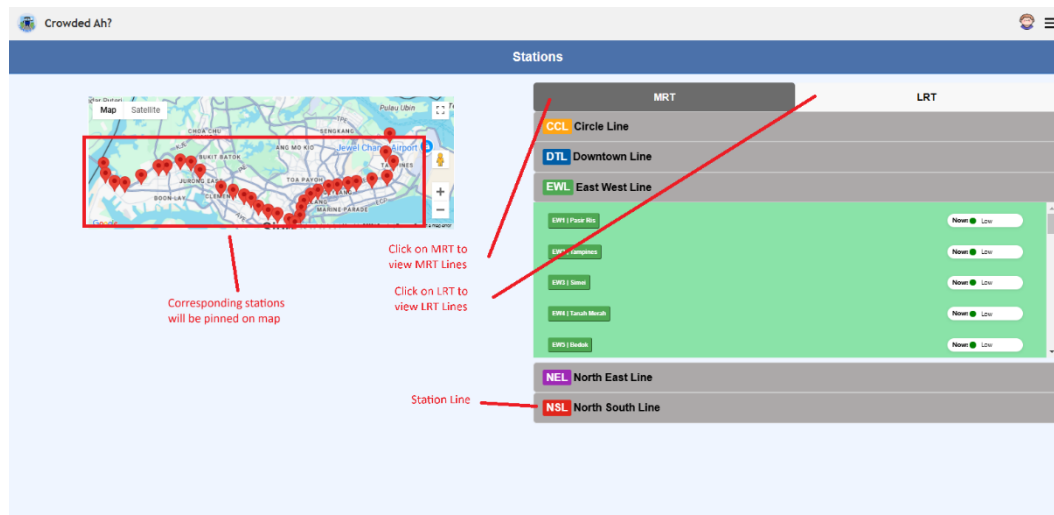 Crowded Ah?
Stations
Map Satellite
Pulau Ubin
CHOA CHU
SENGKANG
BUKIT BATOK
ANG MO KIO
Jewel Changi Airport
JURONG EAST
TOA PAYOH
BOON LAY
MARINE PARADE
Google
MRT
LRT
CCL Circle Line
DTL Downtown Line
EWL East West Line
EW1 | Pasir Ris
Now: Low
EW2 | Tampines
Now: Low
EW3 | Simei
Now: Low
EW4 | Tanah Merah
Now: Low
EW5 | Bedok
Now: Low
NEL North East Line
NSL North South Line
Click on MRT to
view MRT Lines
Click on LRT to
view LRT Lines
Corresponding stations
will be pinned on map
Station Line